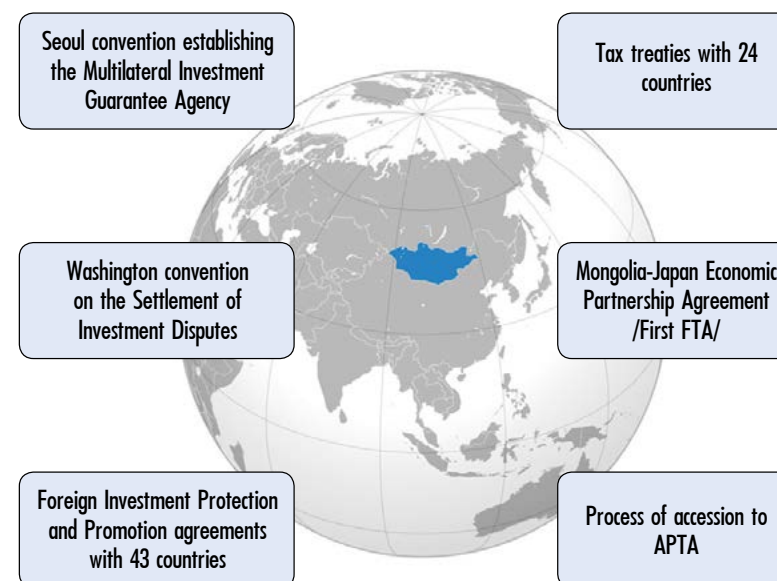 Seoul convention establishing
the Multilateral Investment
Guarantee Agency
Tax treaties with 24
countries
Washington convention
on the Settlement of
Investment Disputes
Mongolia-Japan Economic
Partnership Agreement
/First FTA/
Foreign Investment Protection
and Promotion agreements
with 43 countries
Process of accession to
APTA